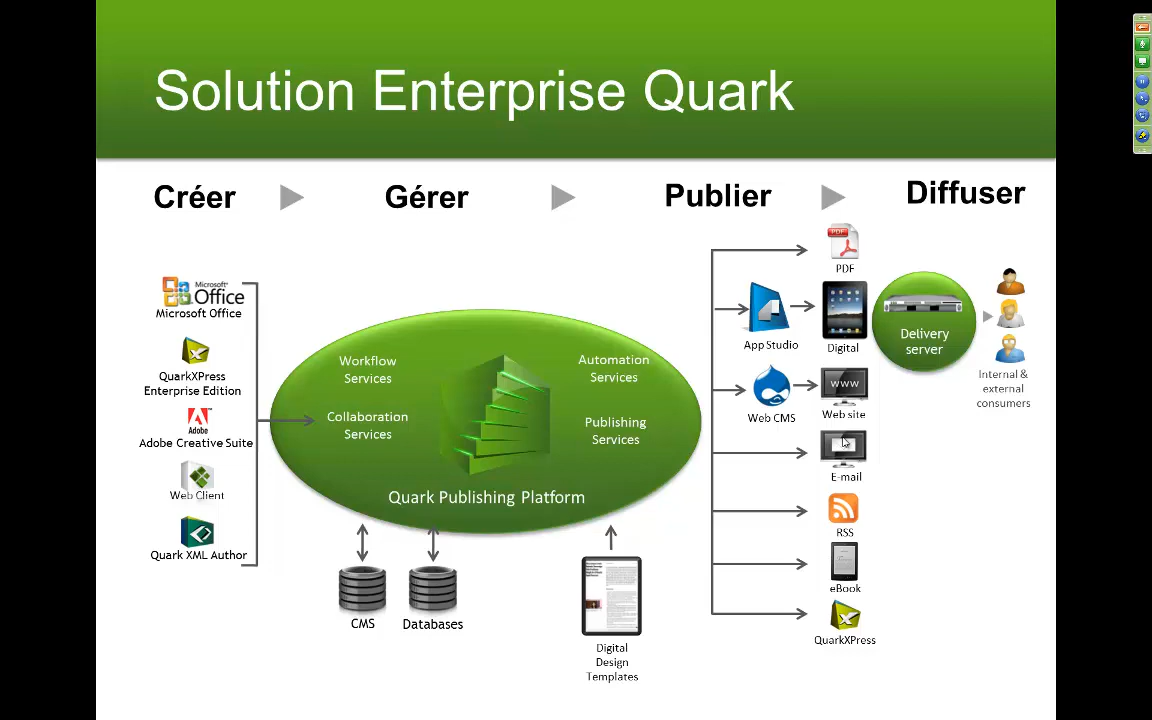 Solution Enterprise Quark
Créer
Gérer
Publier
Diffuser
Microsoft
Office
Microsoft Office
QuarkXPress
Enterprise Edition
Adobe
Adobe Creative Suite
Web Client
Quark XML Author
Workflow
Services
Collaboration
Services
Automation
Services
Publishing
Services
Quark Publishing Platform
CMS
Databases
Digital
Design
Templates
PDF
PDF
App Studio
Digital
Web CMS
WWW
Web site
E-mail
RSS
eBook
QuarkXPress
Delivery
server
Internal &
external
consumers